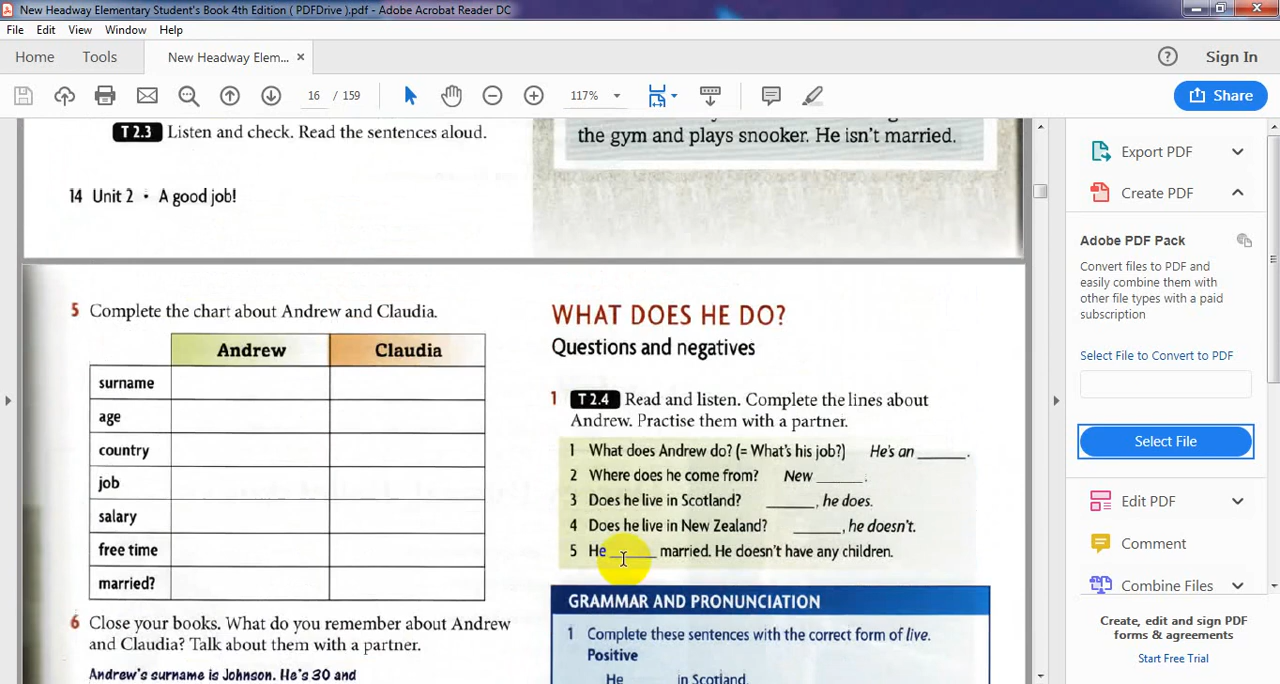 New Headway Elementary Student's Book 4th Edition ( PDFDrive ).pdf - Adobe Acrobat Reader DC
File Edit View Window Help
Home Tools New Headway Elem... × Sign In
16 / 159 117% Share
T 2.3 Listen and check. Read the sentences aloud.
the gym and plays snooker. He isn't married.
14 Unit 2 • A good job!
5 Complete the chart about Andrew and Claudia.
Andrew Claudia
surname
age
country
job
salary
free time
married?
6 Close your books. What do you remember about Andrew
and Claudia? Talk about them with a partner.
Andrew's surname is Johnson. He's 30 and
WHAT DOES HE DO?
Questions and negatives
1 T 2.4 Read and listen. Complete the lines about
Andrew. Practise them with a partner.
1 What does Andrew do? (= What's his job?) He's an ______.
2 Where does he come from? New ______.
3 Does he live in Scotland? ______, he does.
4 Does he live in New Zealand? ______, he doesn't.
5 He ______ married. He doesn't have any children.
GRAMMAR AND PRONUNCIATION
1 Complete these sentences with the correct form of live.
Positive
He ______ in Scotland.
Export PDF
Create PDF
Adobe PDF Pack
Convert files to PDF and
easily combine them with
other file types with a paid
subscription
Select File to Convert to PDF
Select File
Edit PDF
Comment
Combine Files
Create, edit and sign PDF
forms & agreements
Start Free Trial